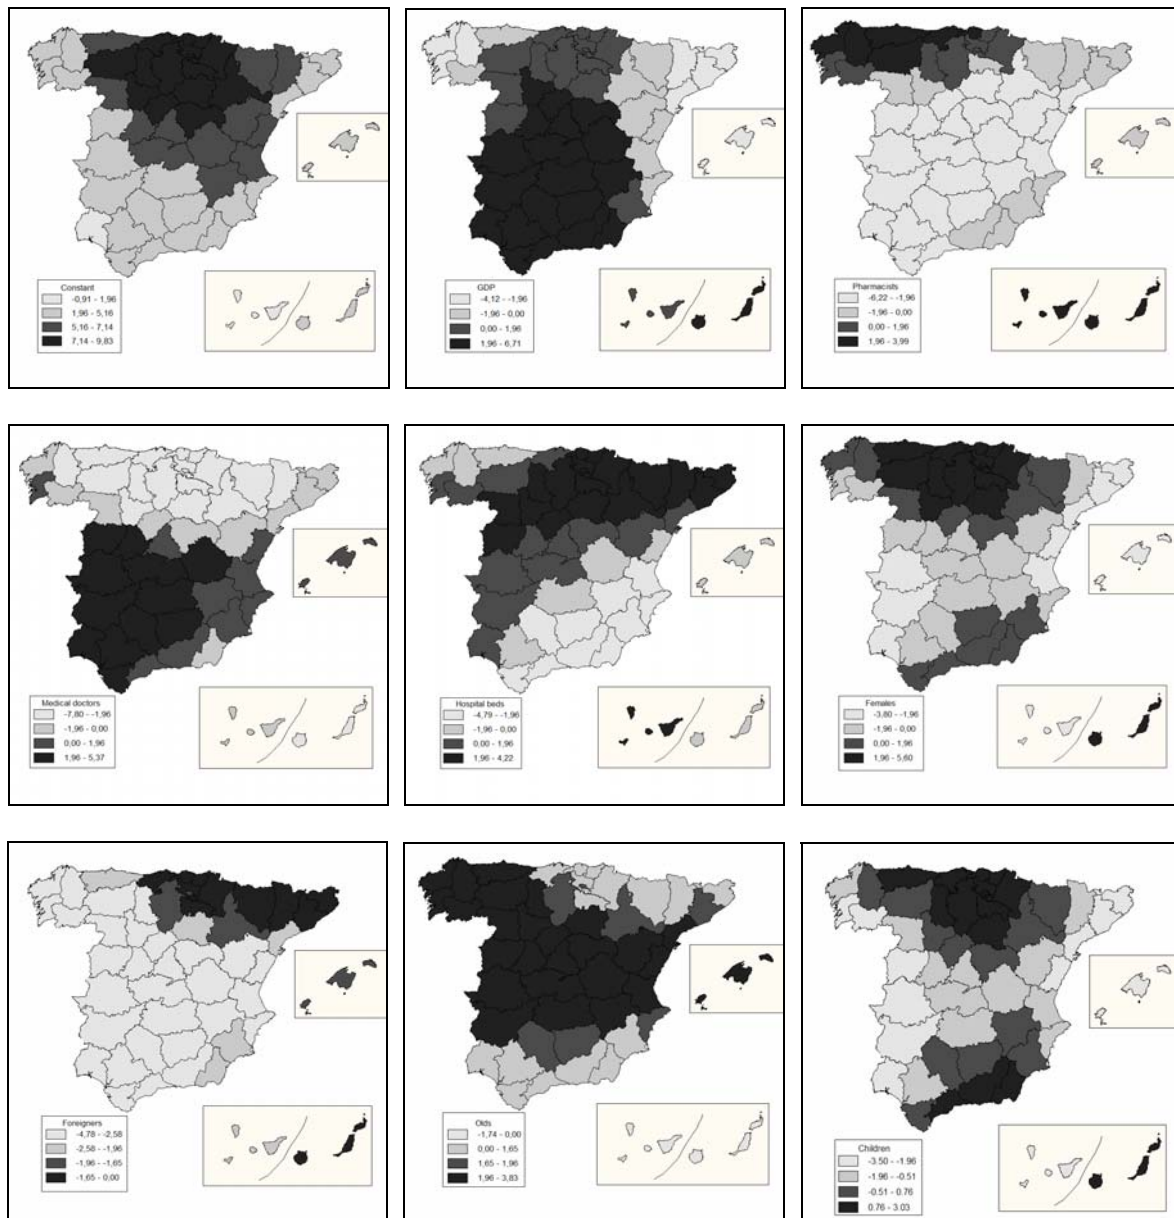 Constant
-0,91 - 1,96
1,96 - 5,16
5,16 - 7,14
7,14 - 9,83
GDP
-4,12 - -1,96
-1,96 - 0,00
0,00 - 1,96
1,96 - 6,71
Pharmacists
-6,22 - -1,96
-1,96 - 0,00
0,00 - 1,96
1,96 - 3,99
Medical doctors
-7,80 - -1,96
-1,96 - 0,00
0,00 - 1,96
1,96 - 5,37
Hospital beds
-4,79 - -1,96
-1,96 - 0,00
0,00 - 1,96
1,96 - 4,22
Females
-3,80 - -1,96
-1,96 - 0,00
0,00 - 1,96
1,96 - 5,60
Foreigners
-4,78 - -2,58
-2,58 - -1,96
-1,96 - -1,65
-1,65 - 0,00
Olds
-1,74 - 0,00
0,00 - 1,65
1,65 - 1,96
1,96 - 3,83
Children
-3.50 - -1.96
-1.96 - -0.51
-0.51 - 0.76
0.76 - 3.03